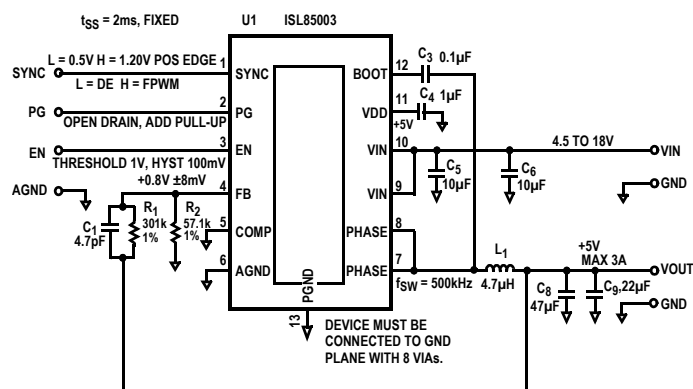 tSS = 2ms, FIXED
U1 ISL85003
L = 0.5V H = 1.20V POS EDGE
SYNC
1
SYNC
L = DE H = FPWM
PG
2
PG
OPEN DRAIN, ADD PULL-UP
EN
3
EN
THRESHOLD 1V, HYST 100mV
AGND
+0.8V ±8mV
4
FB
C1
4.7pF
R1
301k
1%
R2
57.1k
1%
5
COMP
6
AGND
PGND
13
DEVICE MUST BE
CONNECTED TO GND
PLANE WITH 8 VIAs.
BOOT
12
C3 0.1µF
VDD
11
C4 1µF
+5V
VIN
10
4.5 TO 18V
VIN
C5
10µF
C6
10µF
GND
VIN
9
PHASE
8
PHASE
7
fSW = 500kHz
L1
4.7µH
+5V
MAX 3A
VOUT
C8
47µF
C9,22µF
GND